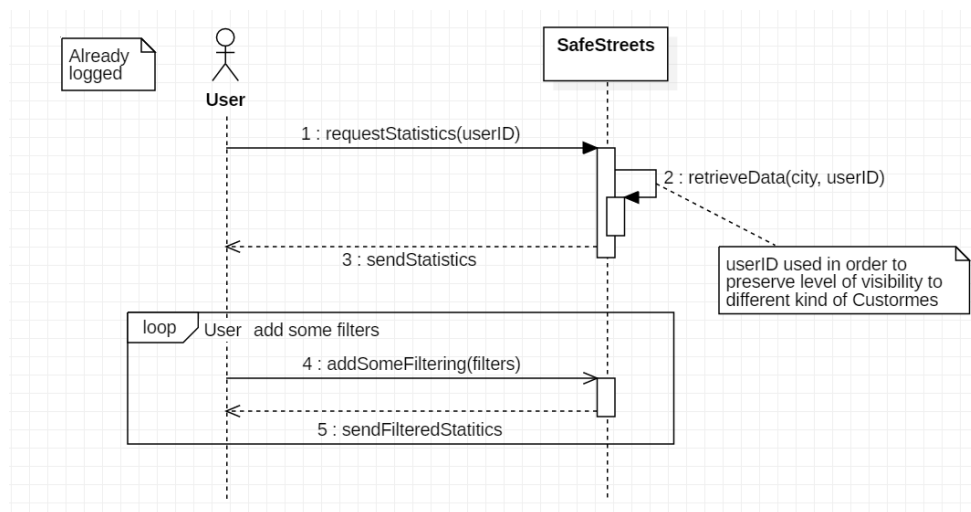 Already
logged
User
SafeStreets
1 : requestStatistics(userID)
2 : retrieveData(city, userID)
3 : sendStatistics
userID used in order to
preserve level of visibility to
different kind of Custormes
loop
User add some filters
4 : addSomeFiltering(filters)
5 : sendFilteredStatitics